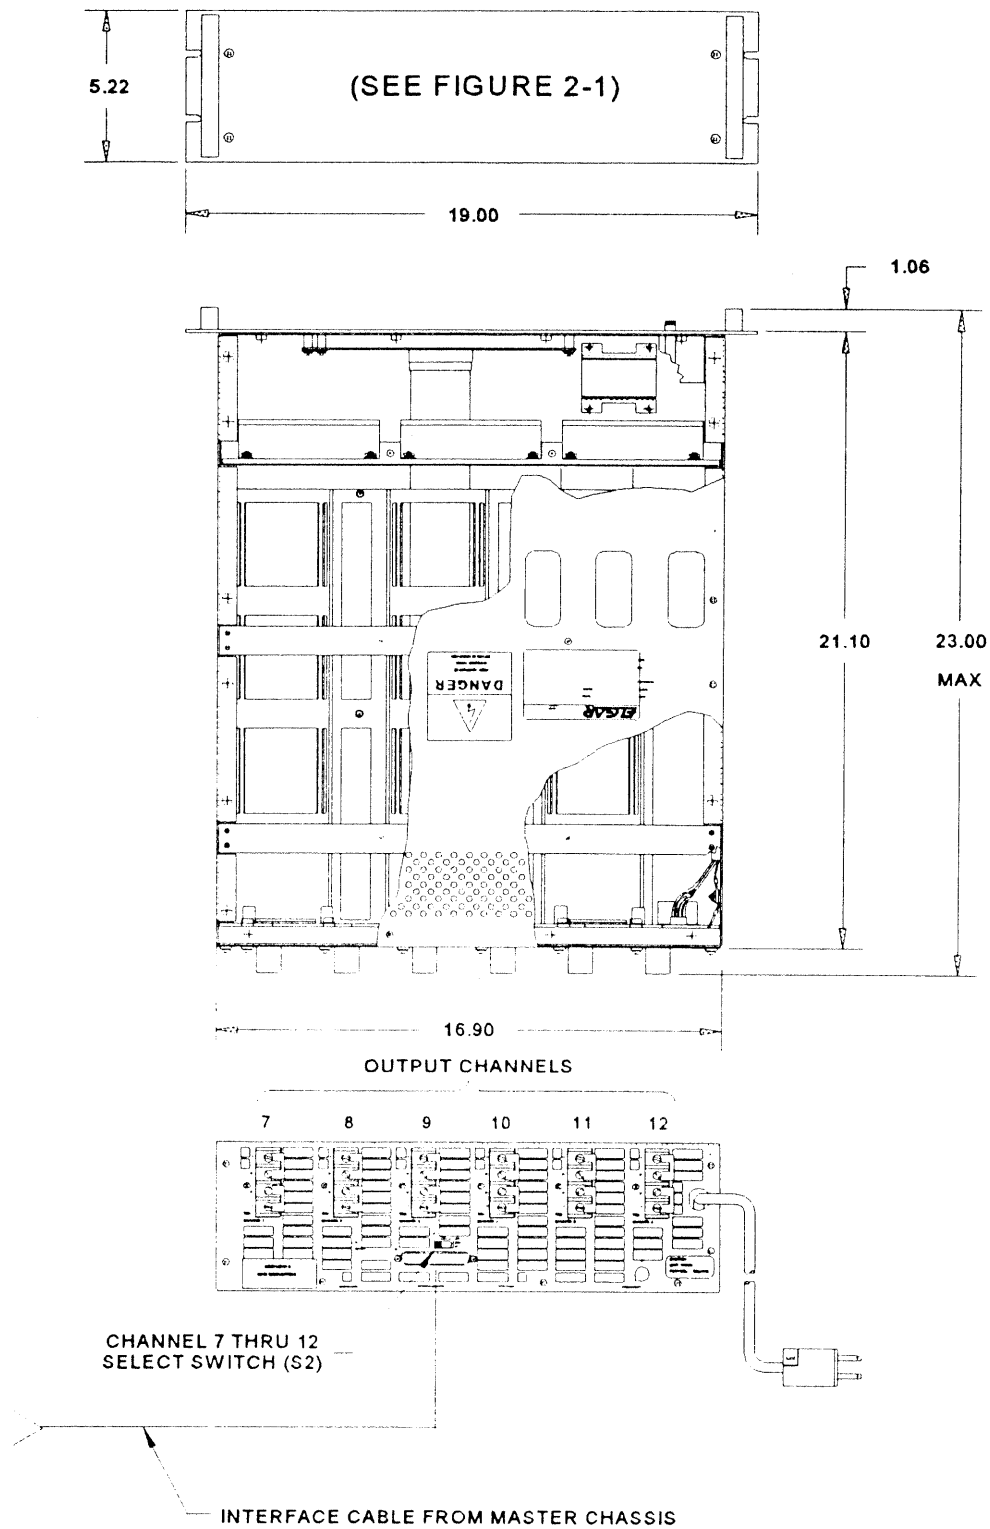 5.22
(SEE FIGURE 2-1)
19.00
1.06
21.10
23.00
MAX
DANGER
ELGAR
16.90
OUTPUT CHANNELS
7 8 9 10 11 12
CHANNEL 7 THRU 12
SELECT SWITCH (S2)
INTERFACE CABLE FROM MASTER CHASSIS